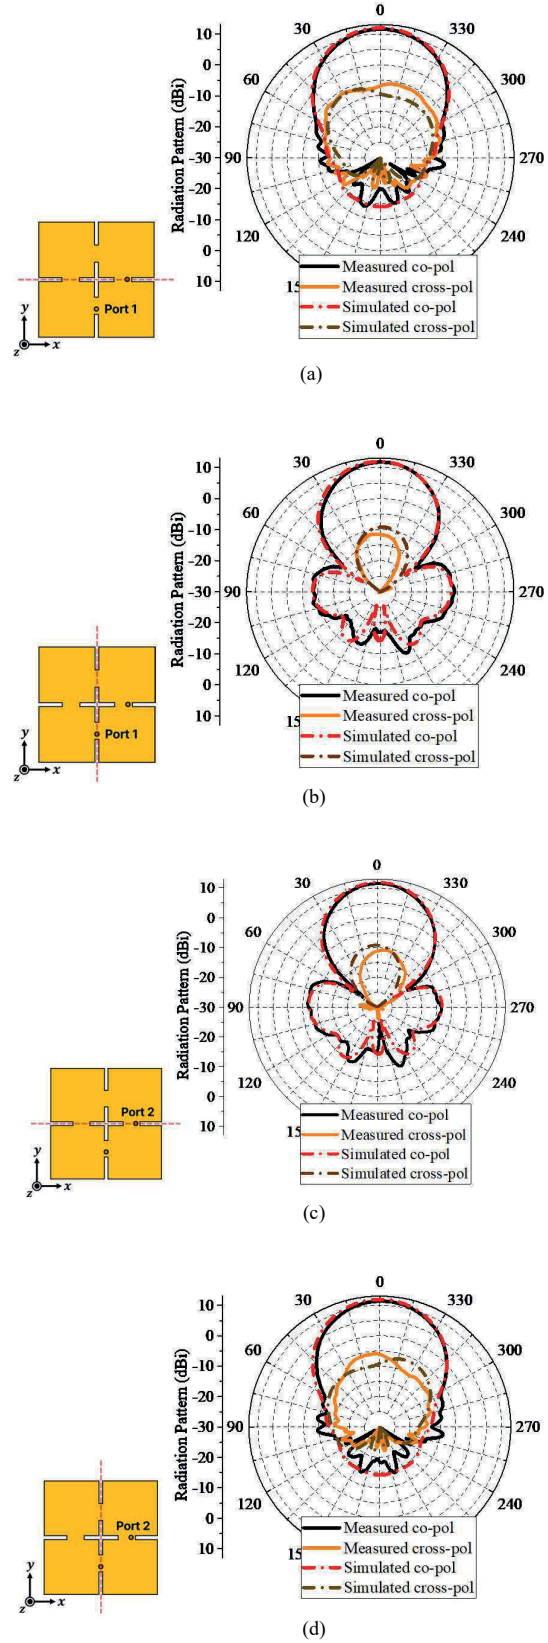 0
30
330
60
300
90
270
120
240
15
10
0
-10
-20
-30
-20
-10
0
10
Radiation Pattern (dBi)
Port 1
y
z
x
Measured co-pol
Measured cross-pol
Simulated co-pol
Simulated cross-pol
(a)
0
30
330
60
300
90
270
120
240
15
10
0
-10
-20
-30
-20
-10
0
10
Radiation Pattern (dBi)
Port 1
y
z
x
Measured co-pol
Measured cross-pol
Simulated co-pol
Simulated cross-pol
(b)
0
30
330
60
300
90
270
120
240
15
10
0
-10
-20
-30
-20
-10
0
10
Radiation Pattern (dBi)
Port 2
y
z
x
Measured co-pol
Measured cross-pol
Simulated co-pol
Simulated cross-pol
(c)
0
30
330
60
300
90
270
120
240
15
10
0
-10
-20
-30
-20
-10
0
10
Radiation Pattern (dBi)
Port 2
y
z
x
Measured co-pol
Measured cross-pol
Simulated co-pol
Simulated cross-pol
(d)